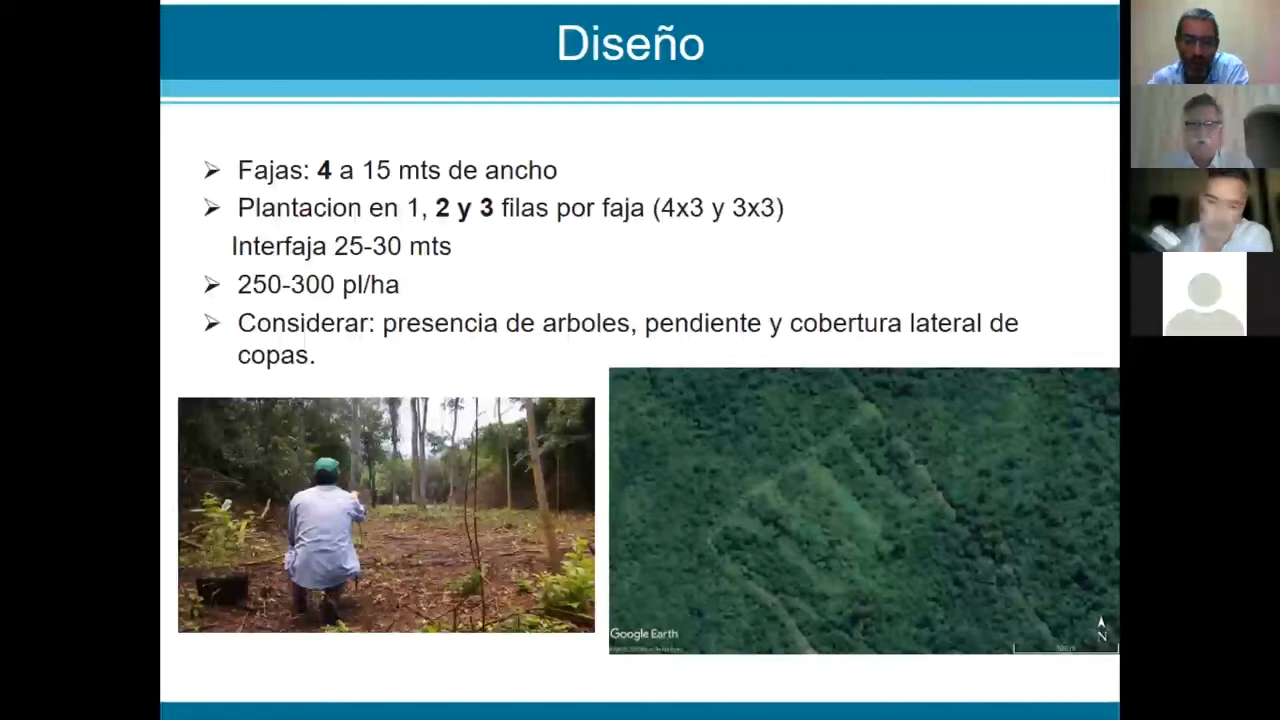 Diseño
Fajas: 4 a 15 mts de ancho
Plantacion en 1, 2 y 3 filas por faja (4x3 y 3x3)
Interfaja 25-30 mts
250-300 pl/ha
Considerar: presencia de arboles, pendiente y cobertura lateral de
copas.
Google Earth
N